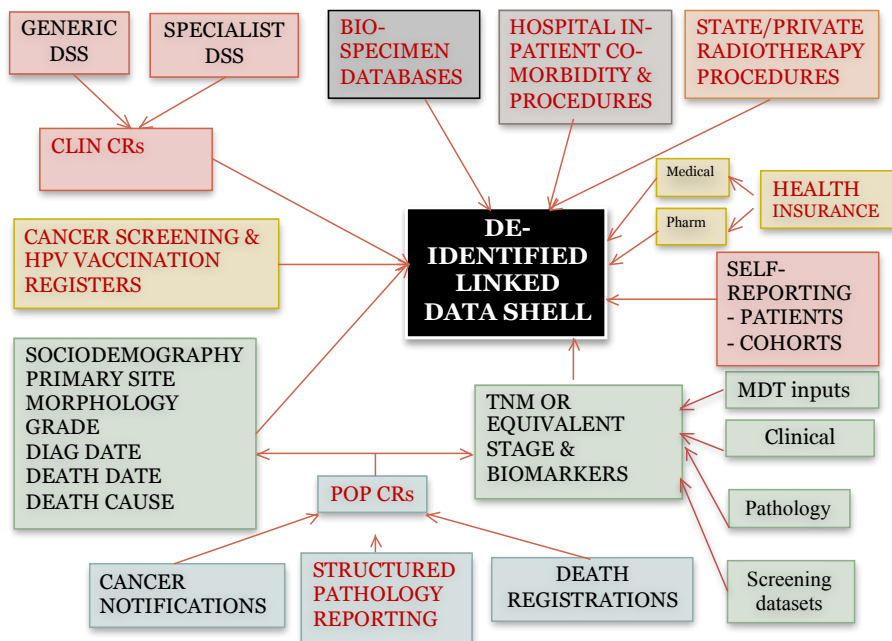 GENERIC
DSS
SPECIALIST
DSS
BIO-
SPECIMEN
DATABASES
HOSPITAL IN-
PATIENT CO-
MORBIDITY &
PROCEDURES
STATE/PRIVATE
RADIOTHERAPY
PROCEDURES
CLIN CRs
Medical
Pharm
HEALTH
INSURANCE
CANCER SCREENING &
HPV VACCINATION
REGISTERS
DE-
IDENTIFIED
LINKED
DATA SHELL
SELF-
REPORTING
- PATIENTS
- COHORTS
SOCIODEMOGRAPHY
PRIMARY SITE
MORPHOLOGY
GRADE
DIAG DATE
DEATH DATE
DEATH CAUSE
TNM OR
EQUIVALENT
STAGE &
BIOMARKERS
MDT inputs
Clinical
Pathology
Screening
datasets
POP CRs
CANCER
NOTIFICATIONS
STRUCTURED
PATHOLOGY
REPORTING
DEATH
REGISTRATIONS